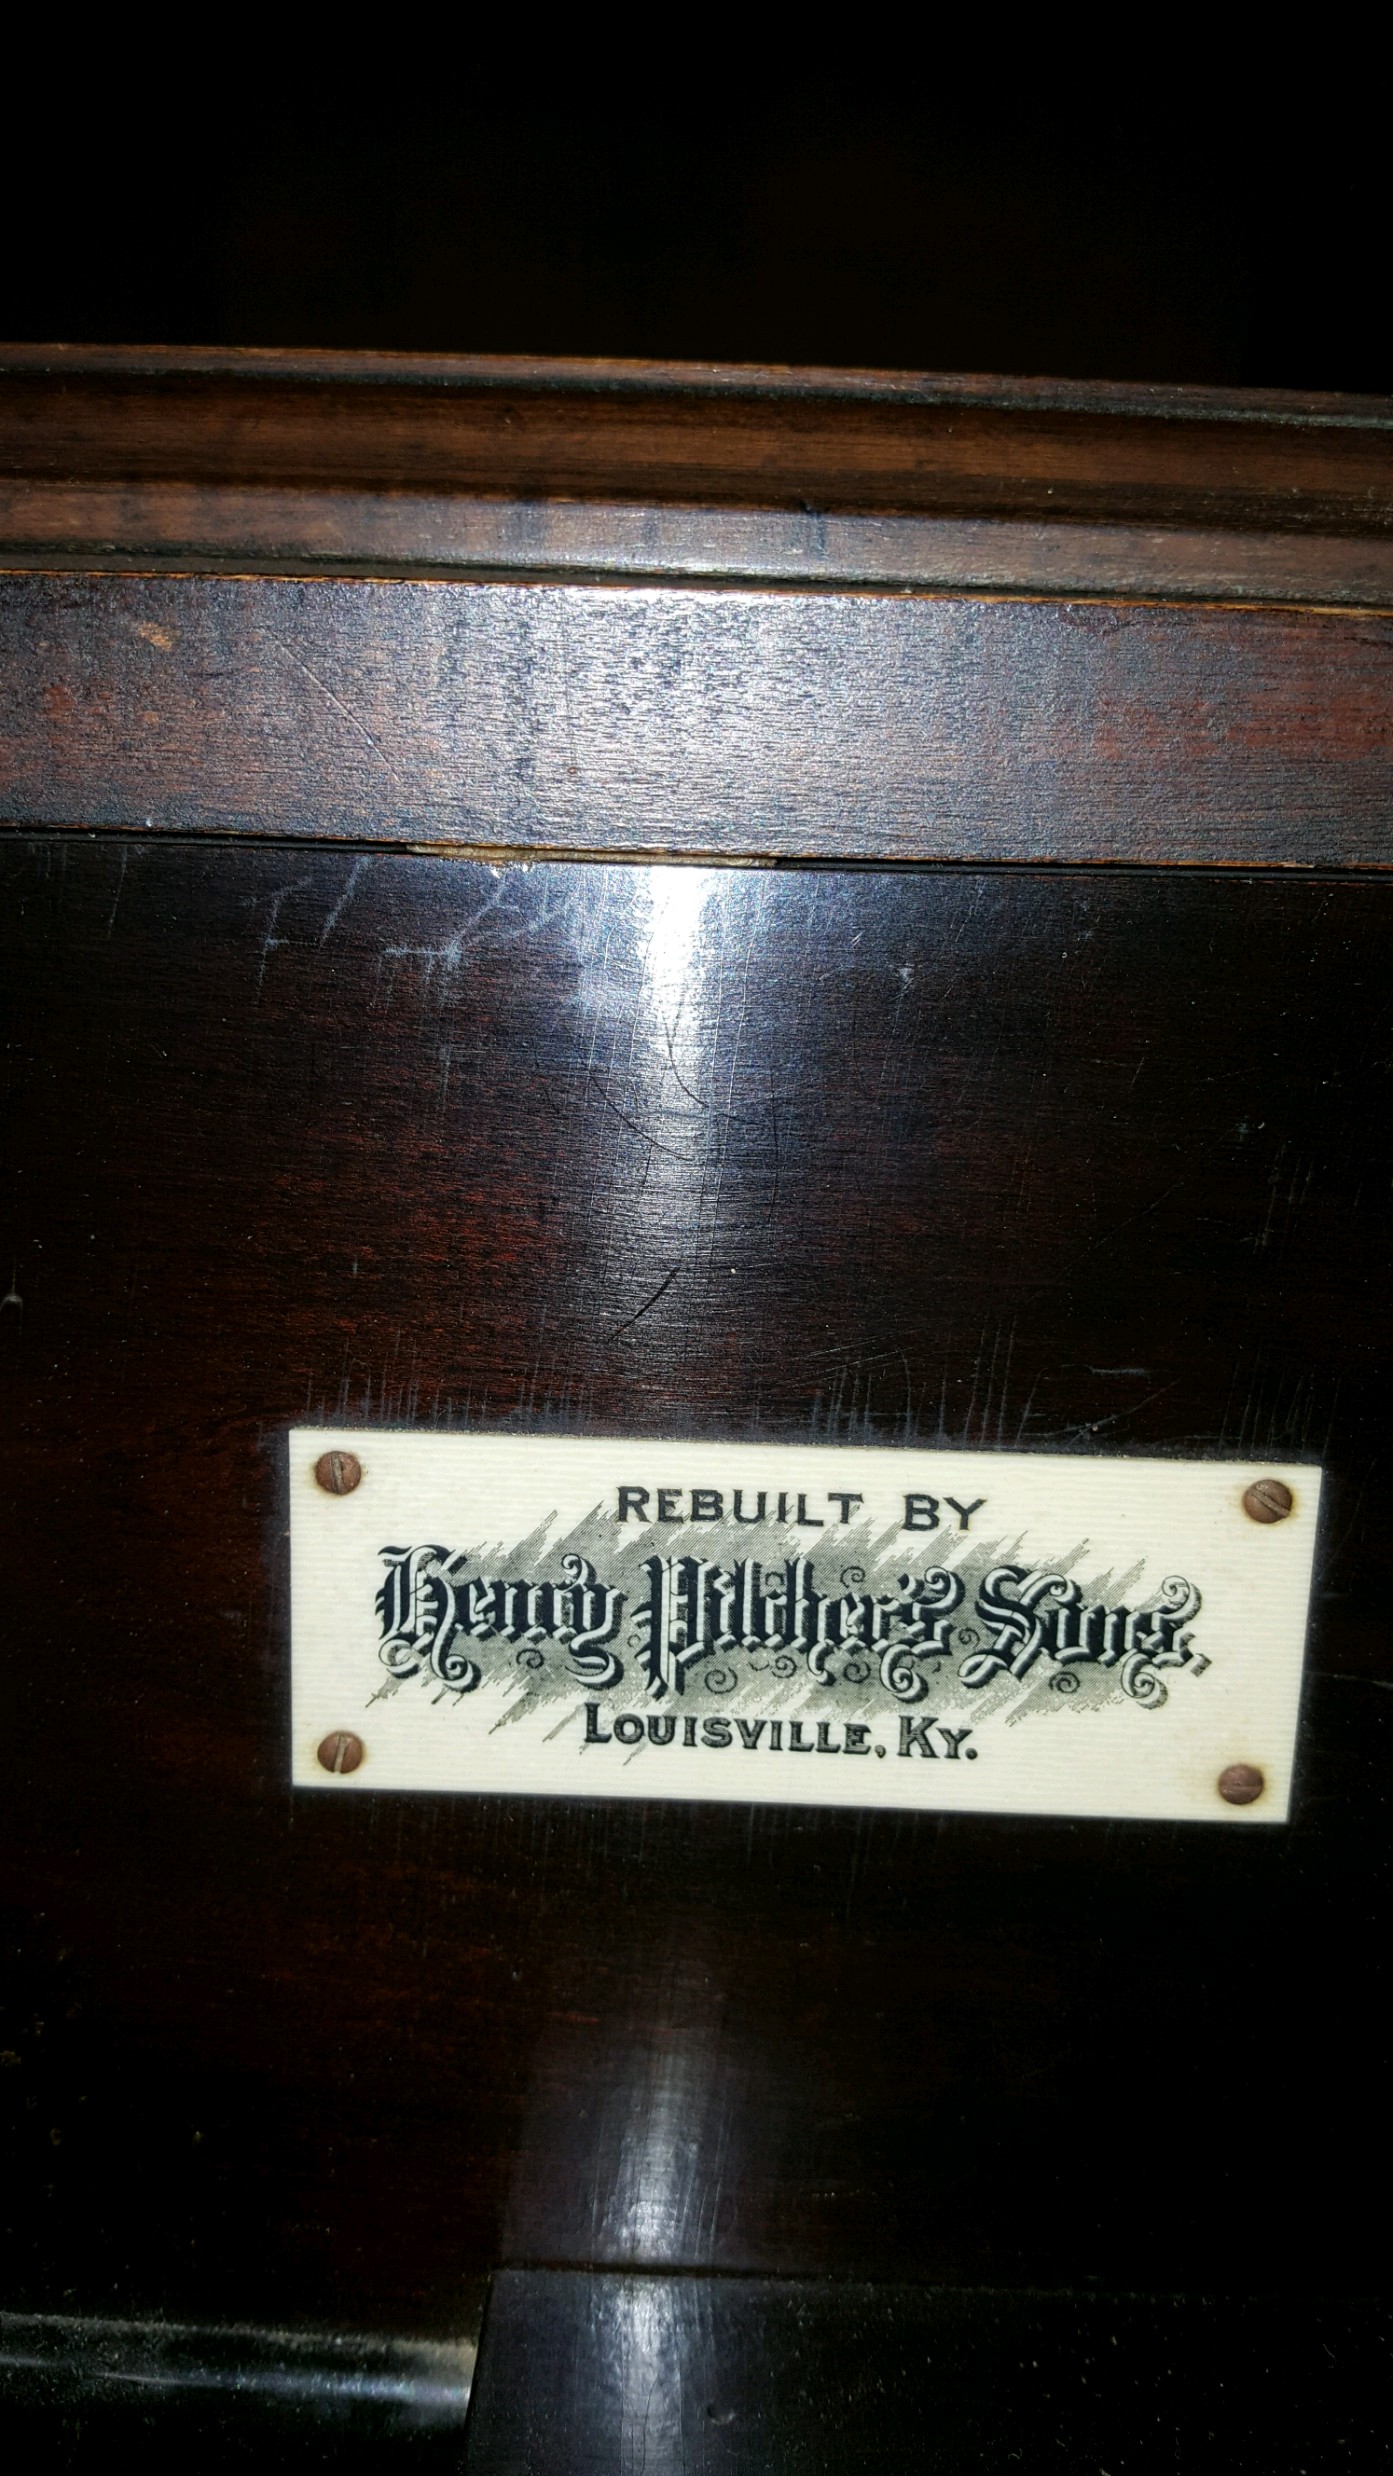 REBUILT BY
Henry Pilcher's Sons,
LOUISVILLE, KY.